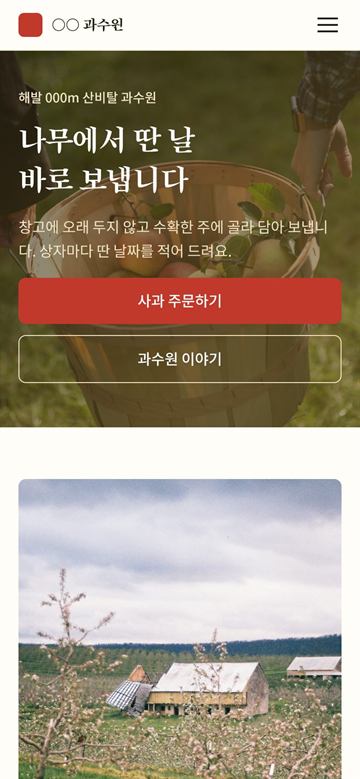 ○○ 과수원
해발 000m 산비탈 과수원
나무에서 딴 날
바로 보냅니다
창고에 오래 두지 않고 수확한 주에 골라 담아 보냅니
다. 상자마다 딴 날짜를 적어 드려요.
사과 주문하기
과수원 이야기